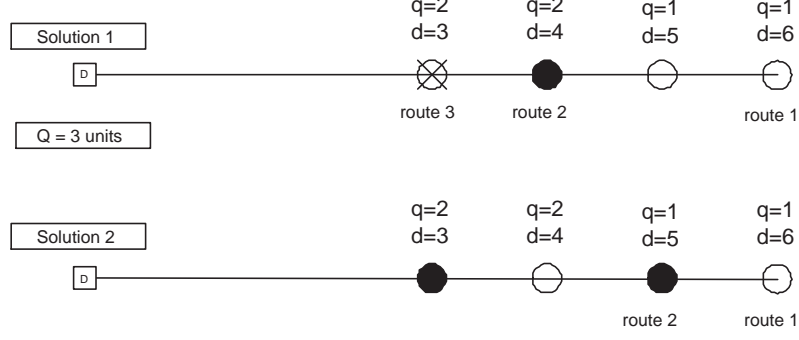 q=2 q=2 q=1 q=1
Solution 1 d=3 d=4 d=5 d=6
D
route 3 route 2 route 1
Q = 3 units
q=2 q=2 q=1 q=1
Solution 2 d=3 d=4 d=5 d=6
D
route 2 route 1